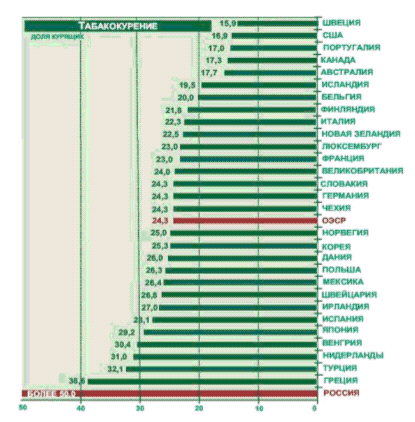 ТАБАКОКУРЕНИЕ
ДОЛЯ КУРЯЩИХ
15,9 ШВЕЦИЯ
16,9 США
17,0 ПОРТУГАЛИЯ
17,3 КАНАДА
17,7 АВСТРАЛИЯ
19,5 ИСЛАНДИЯ
20,0 БЕЛЬГИЯ
21,8 ФИНЛЯНДИЯ
22,3 ИТАЛИЯ
22,5 НОВАЯ ЗЕЛАНДИЯ
23,0 ЛЮКСЕМБУРГ
23,0 ФРАНЦИЯ
24,0 ВЕЛИКОБРИТАНИЯ
24,3 СЛОВАКИЯ
24,3 ГЕРМАНИЯ
24,3 ЧЕХИЯ
24,3 ОЭСР
25,0 НОРВЕГИЯ
25,3 КОРЕЯ
26,0 ДАНИЯ
26,3 ПОЛЬША
26,4 МЕКСИКА
26,8 ШВЕЙЦАРИЯ
27,0 ИРЛАНДИЯ
28,1 ИСПАНИЯ
29,2 ЯПОНИЯ
30,4 ВЕНГРИЯ
31,0 НИДЕРЛАНДЫ
32,1 ТУРЦИЯ
38,6 ГРЕЦИЯ
БОЛЕЕ 50,0 РОССИЯ
50 40 30 20 10 0